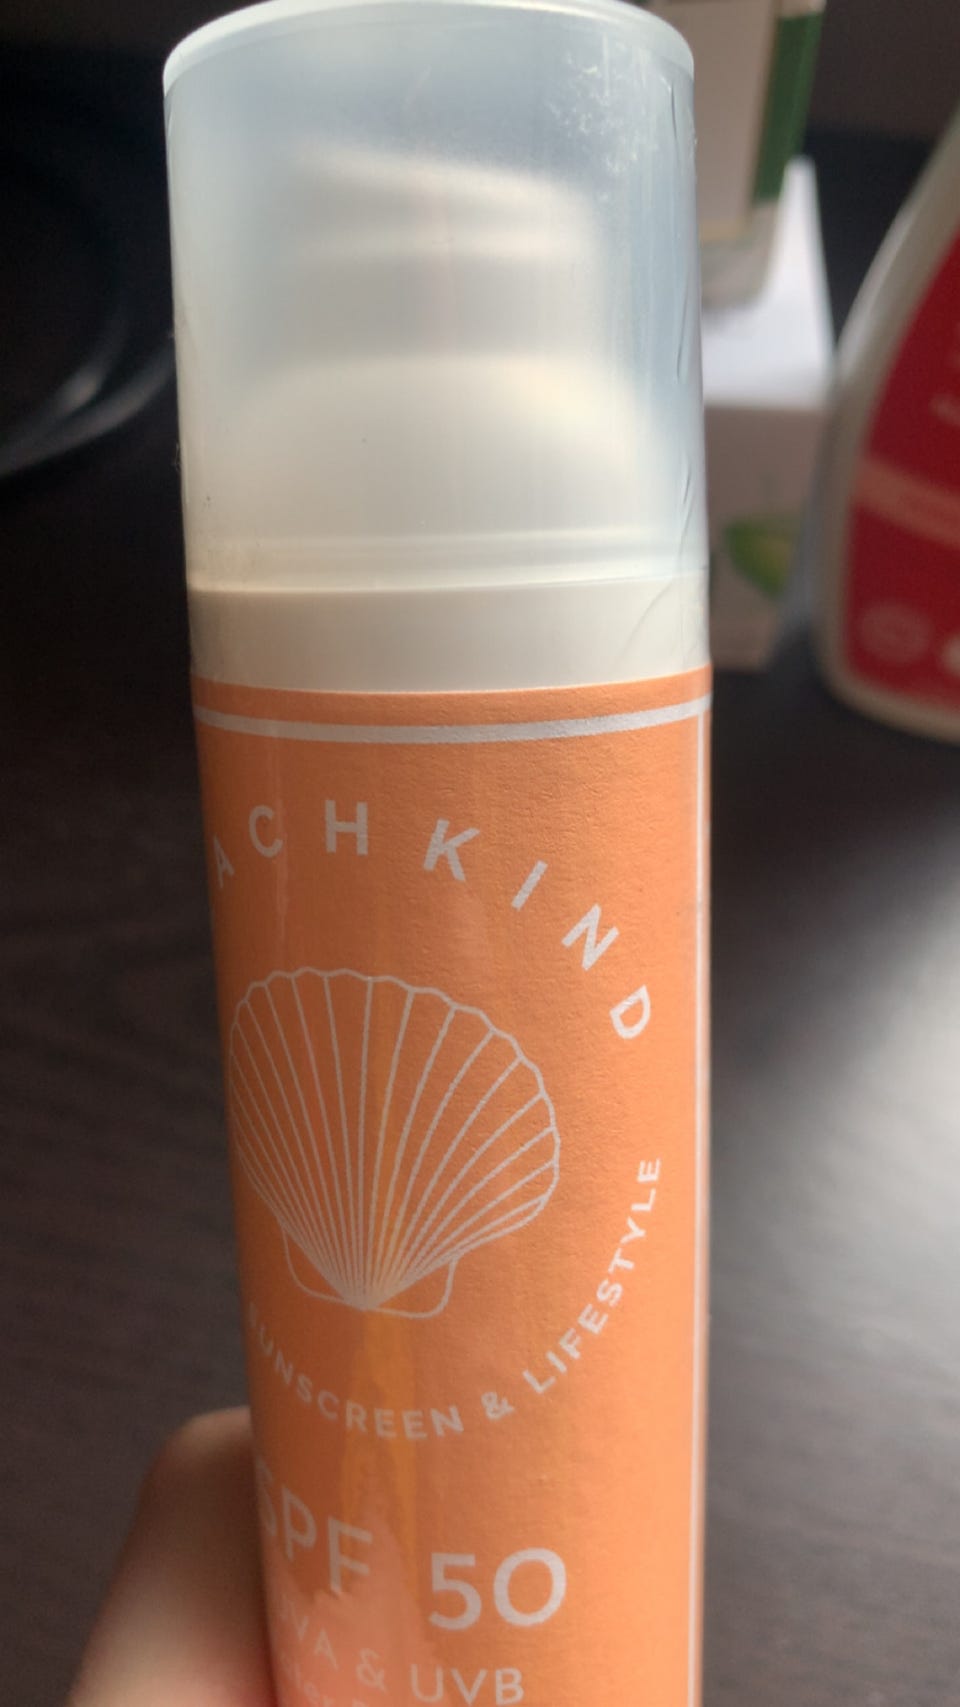 ACHKIND
SUNSCREEN & LIFESTYLE
SPF 50
UVA & UVB